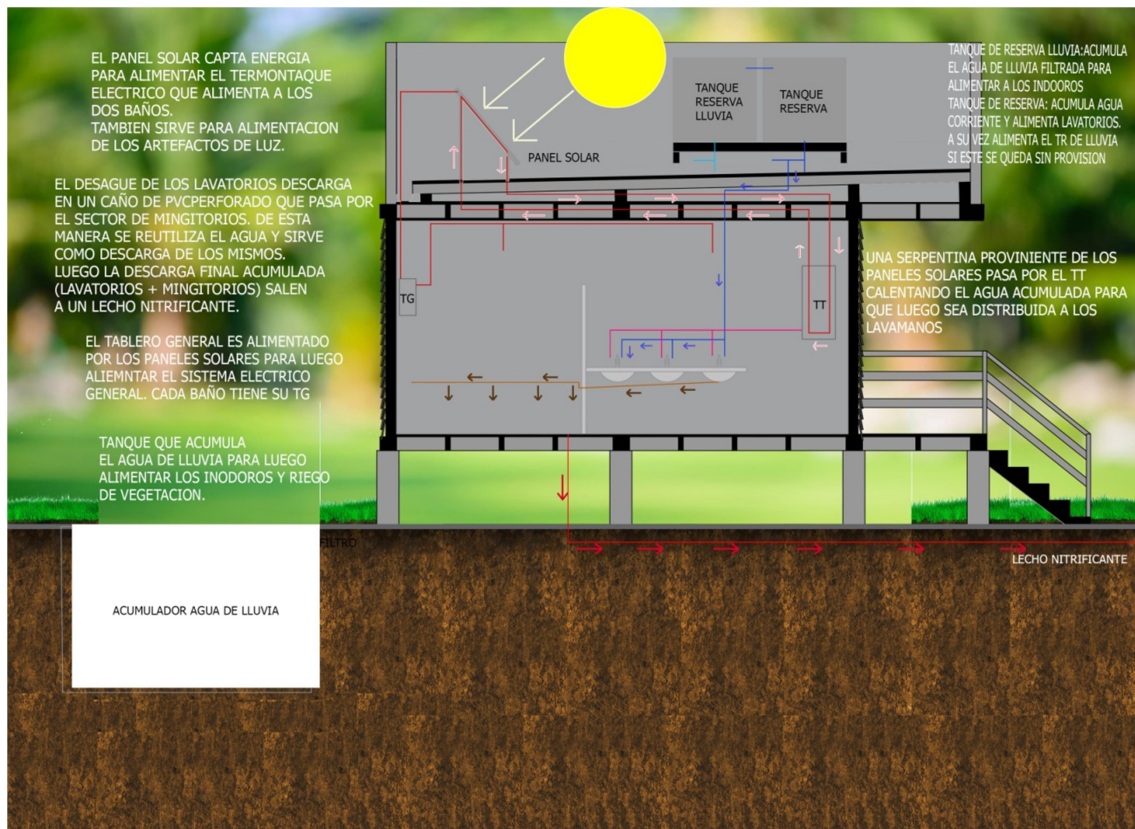 EL PANEL SOLAR CAPTA ENERGIA
PARA ALIMENTAR EL TERMONTAQUE
ELECTRICO QUE ALIMENTA A LOS
DOS BAÑOS.
TAMBIEN SIRVE PARA ALIMENTACION
DE LOS ARTEFACTOS DE LUZ.
EL DESAGUE DE LOS LAVATORIOS DESCARGA
EN UN CAÑO DE PVCPERFORADO QUE PASA POR
EL SECTOR DE MINGITORIOS. DE ESTA
MANERA SE REUTILIZA EL AGUA Y SIRVE
COMO DESCARGA DE LOS MISMOS.
LUEGO LA DESCARGA FINAL ACUMULADA
(LAVATORIOS + MINGITORIOS) SALEN
A UN LECHO NITRIFICANTE.
EL TABLERO GENERAL ES ALIMENTADO
POR LOS PANELES SOLARES PARA LUEGO
ALIEMNTAR EL SISTEMA ELECTRICO
GENERAL. CADA BAÑO TIENE SU TG
TANQUE QUE ACUMULA
EL AGUA DE LLUVIA PARA LUEGO
ALIMENTAR LOS INODOROS Y RIEGO
DE VEGETACION.
PANEL SOLAR
TANQUE
RESERVA
LLUVIA
TANQUE
RESERVA
TANQUE DE RESERVA LLUVIA:ACUMULA
EL AGUA DE LLUVIA FILTRADA PARA
ALIMENTAR A LOS INDOOROS
TANQUE DE RESERVA: ACUMULA AGUA
CORRIENTE Y ALIMENTA LAVATORIOS.
A SU VEZ ALIMENTA EL TR DE LLUVIA
SI ESTE SE QUEDA SIN PROVISION
TG
TT
UNA SERPENTINA PROVINIENTE DE LOS
PANELES SOLARES PASA POR EL TT
CALENTANDO EL AGUA ACUMULADA PARA
QUE LUEGO SEA DISTRIBUIDA A LOS
LAVAMANOS
FILTRO
LECHO NITRIFICANTE
ACUMULADOR AGUA DE LLUVIA